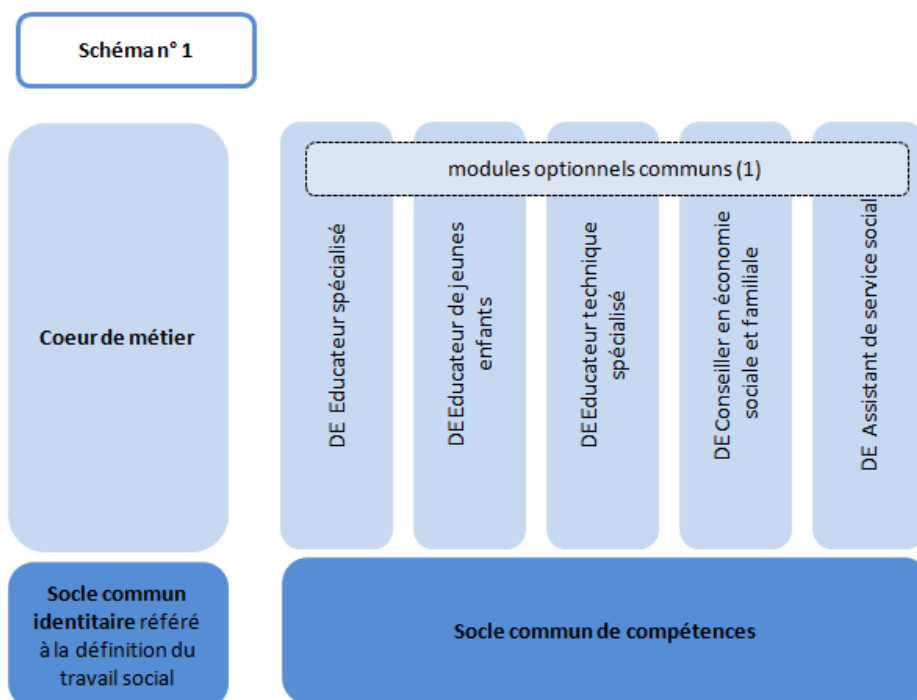 Schéma n° 1
modules optionnels communs (1)
Coeur de métier
DE Educateur spécialisé
DE Educateur de jeunes
enfants
DE Educateur technique
spécialisé
DE Conseiller en économie
sociale et familiale
DE Assistant de service social
Socle commun
identitaire référé
à la définition du
travail social
Socle commun de compétences